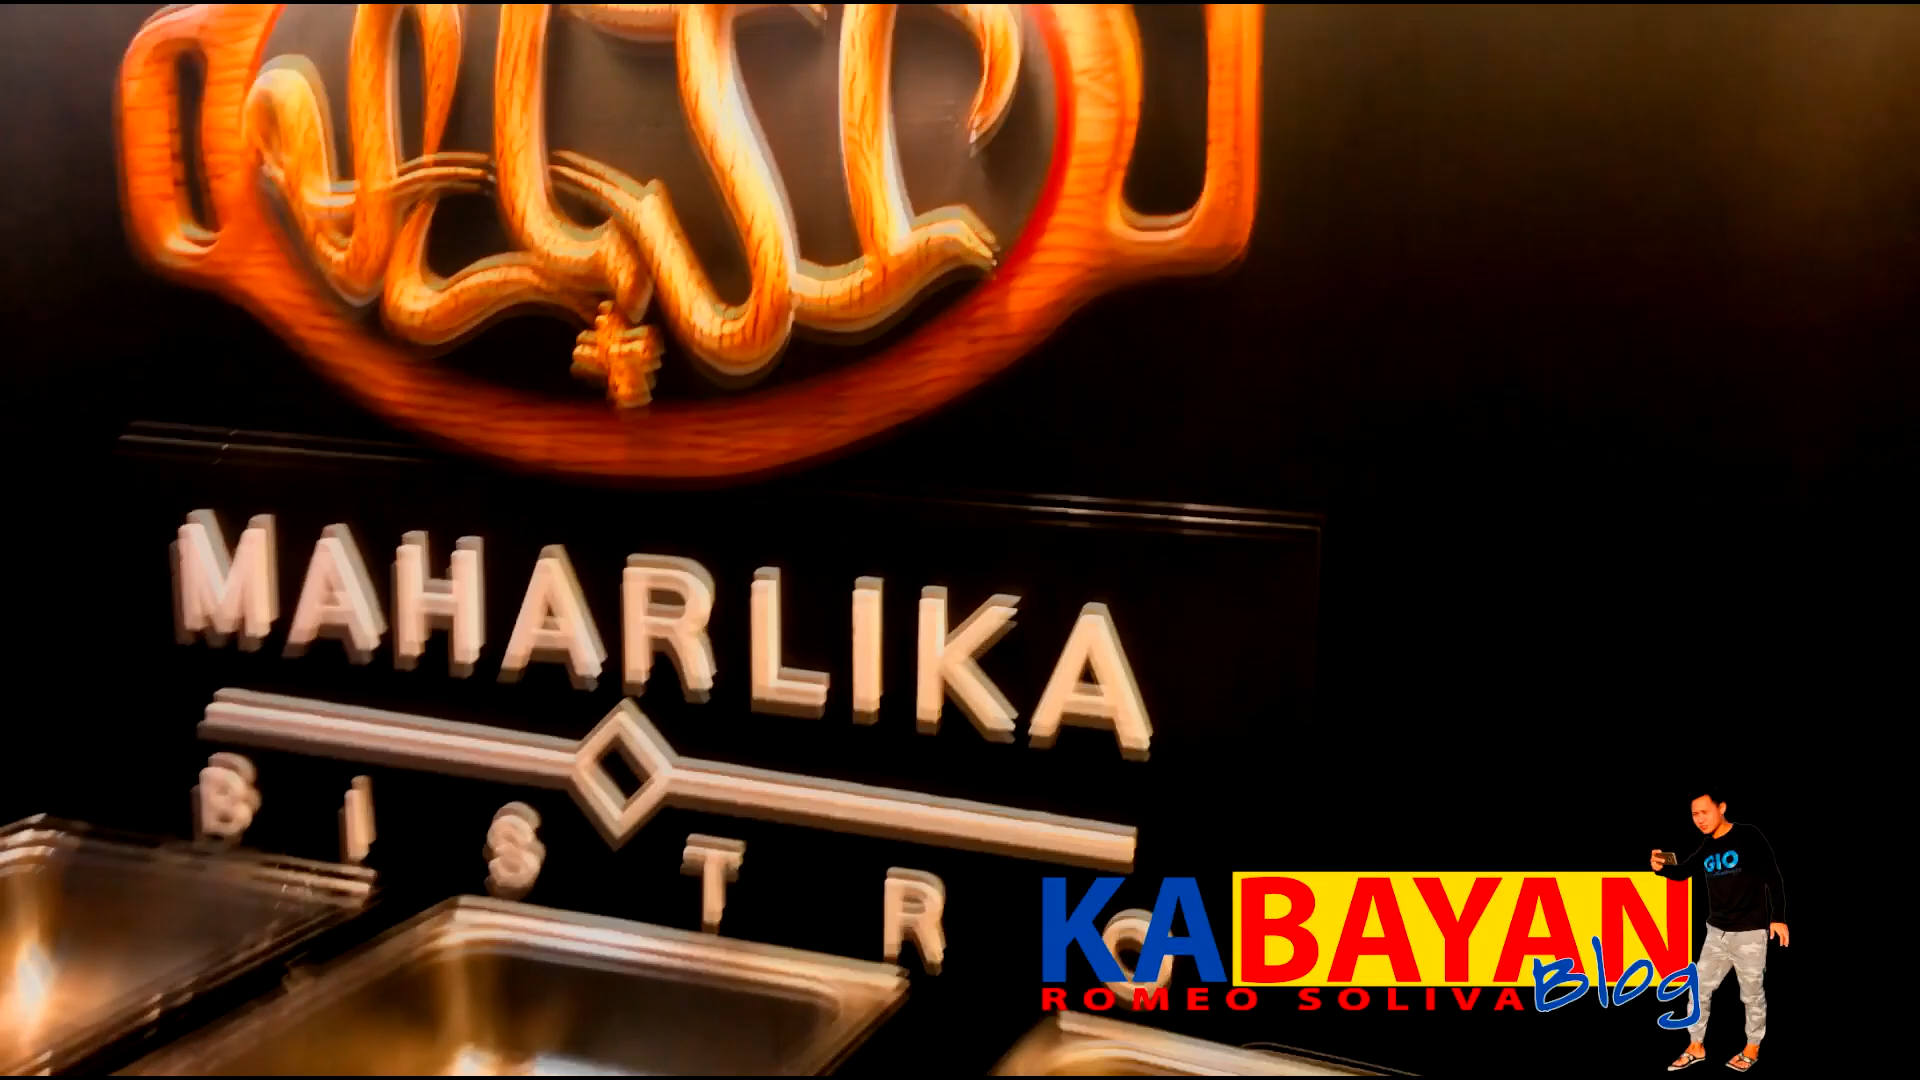 MAHARLIKA
BISTRO
KABAYAN
ROMEO SOLIVA Blog
GIO